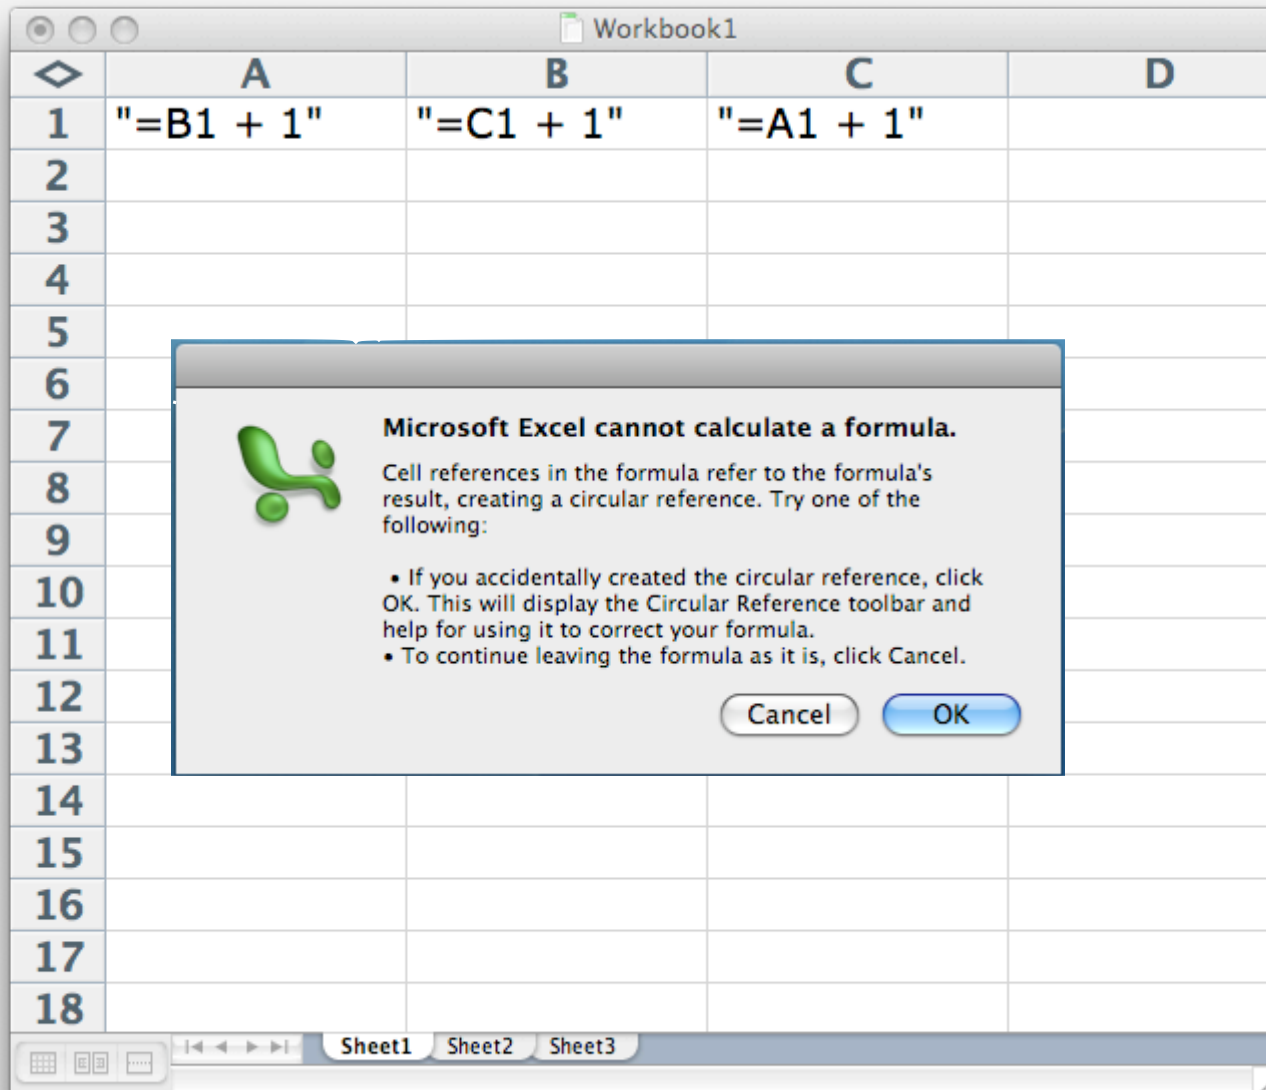 Workbook1
A B C D
1 "=B1 + 1" "=C1 + 1" "=A1 + 1"
2
3
4
5
6
7
8
9
10
11
12
13
14
15
16
17
18
Microsoft Excel cannot calculate a formula.
Cell references in the formula refer to the formula's
result, creating a circular reference. Try one of the
following:
• If you accidentally created the circular reference, click
OK. This will display the Circular Reference toolbar and
help for using it to correct your formula.
• To continue leaving the formula as it is, click Cancel.
Cancel OK
Sheet1 Sheet2 Sheet3